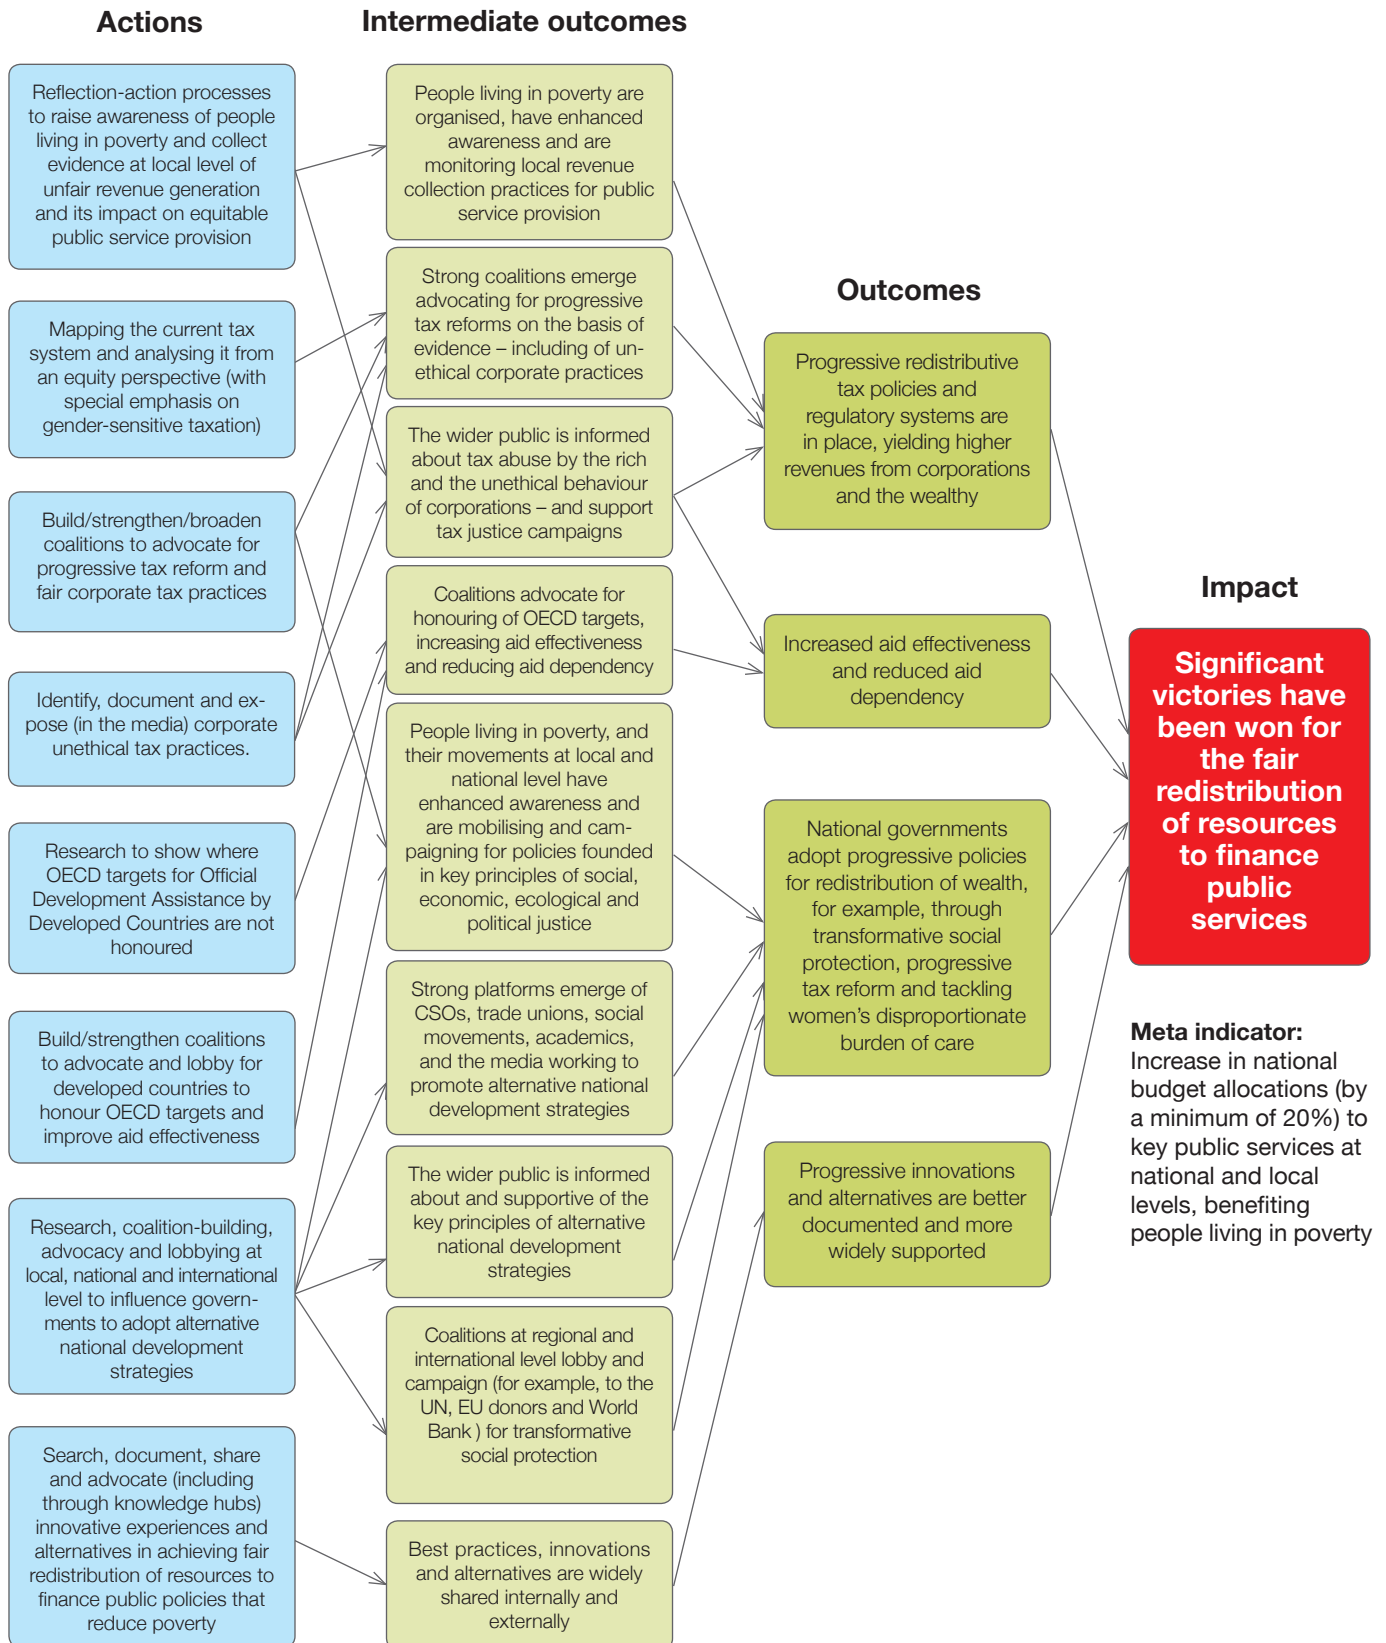 Actions
Reflection-action processes
to raise awareness of people
living in poverty and collect
evidence at local level of
unfair revenue generation
and its impact on equitable
public service provision
Mapping the current tax
system and analysing it from
an equity perspective (with
special emphasis on
gender-sensitive taxation)
Build/strengthen/broaden
coalitions to advocate for
progressive tax reform and
fair corporate tax practices
Identify, document and ex-
pose (in the media) corporate
unethical tax practices.
Research to show where
OECD targets for Official
Development Assistance by
Developed Countries are not
honoured
Build/strengthen coalitions
to advocate and lobby for
developed countries to
honour OECD targets and
improve aid effectiveness
Research, coalition-building,
advocacy and lobbying at
local, national and international
level to influence govern-
ments to adopt alternative
national development
strategies
Search, document, share
and advocate (including
through knowledge hubs)
innovative experiences and
alternatives in achieving fair
redistribution of resources to
finance public policies that
reduce poverty
Intermediate outcomes
People living in poverty are
organised, have enhanced
awareness and are
monitoring local revenue
collection practices for public
service provision
Strong coalitions emerge
advocating for progressive
tax reforms on the basis of
evidence – including of un-
ethical corporate practices
The wider public is informed
about tax abuse by the rich
and the unethical behaviour
of corporations – and support
tax justice campaigns
Coalitions advocate for
honouring of OECD targets,
increasing aid effectiveness
and reducing aid dependency
People living in poverty, and
their movements at local and
national level have
enhanced awareness and
are mobilising and cam-
paigning for policies founded
in key principles of social,
economic, ecological and
political justice
Strong platforms emerge of
CSOs, trade unions, social
movements, academics,
and the media working to
promote alternative national
development strategies
The wider public is informed
about and supportive of the
key principles of alternative
national development
strategies
Coalitions at regional and
international level lobby and
campaign (for example, to the
UN, EU donors and World
Bank ) for transformative
social protection
Best practices, innovations
and alternatives are widely
shared internally and
externally
Outcomes
Progressive redistributive
tax policies and
regulatory systems are
in place, yielding higher
revenues from corporations
and the wealthy
Increased aid effectiveness
and reduced aid
dependency
National governments
adopt progressive policies
for redistribution of wealth,
for example, through
transformative social
protection, progressive
tax reform and tackling
women's disproportionate
burden of care
Progressive innovations
and alternatives are better
documented and more
widely supported
Impact
Significant
victories have
been won for
the fair
redistribution
of resources
to finance
public
services
Meta indicator:
Increase in national
budget allocations (by
a minimum of 20%) to
key public services at
national and local
levels, benefiting
people living in poverty